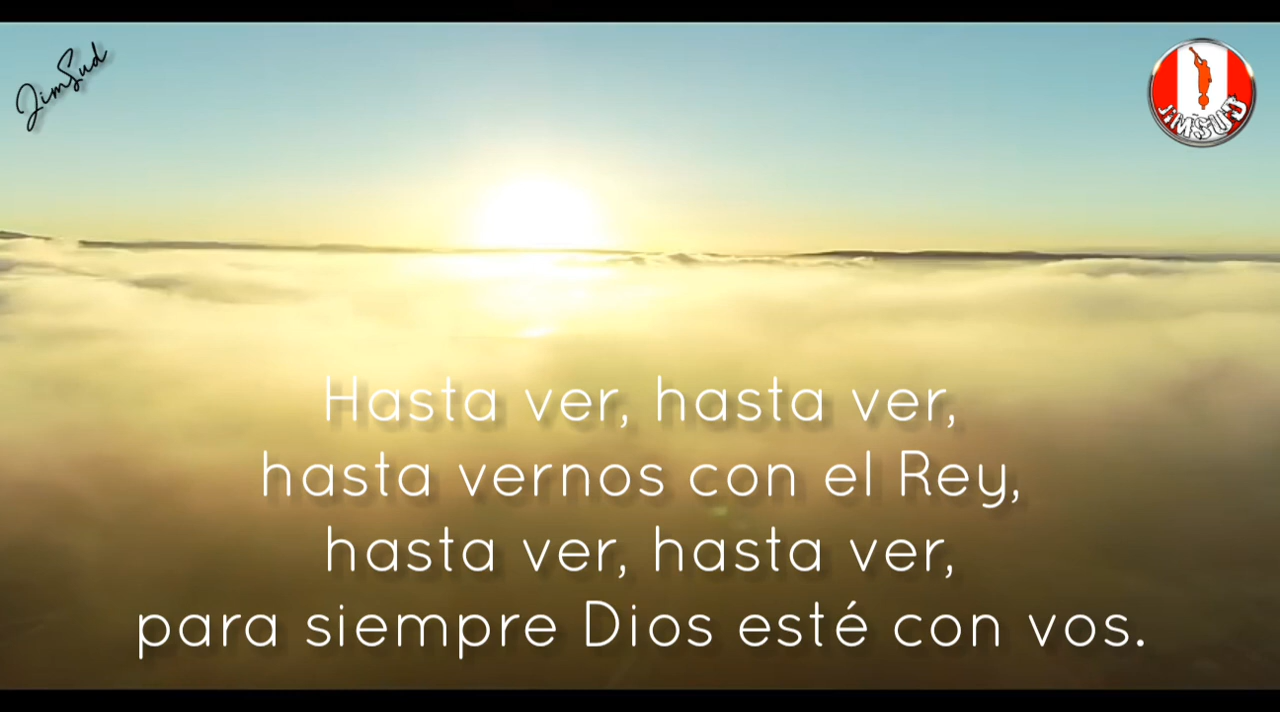 JimSud
JIMSUD
Hasta ver, hasta ver,
hasta vernos con el Rey,
hasta ver, hasta ver,
para siempre Dios esté con vos.